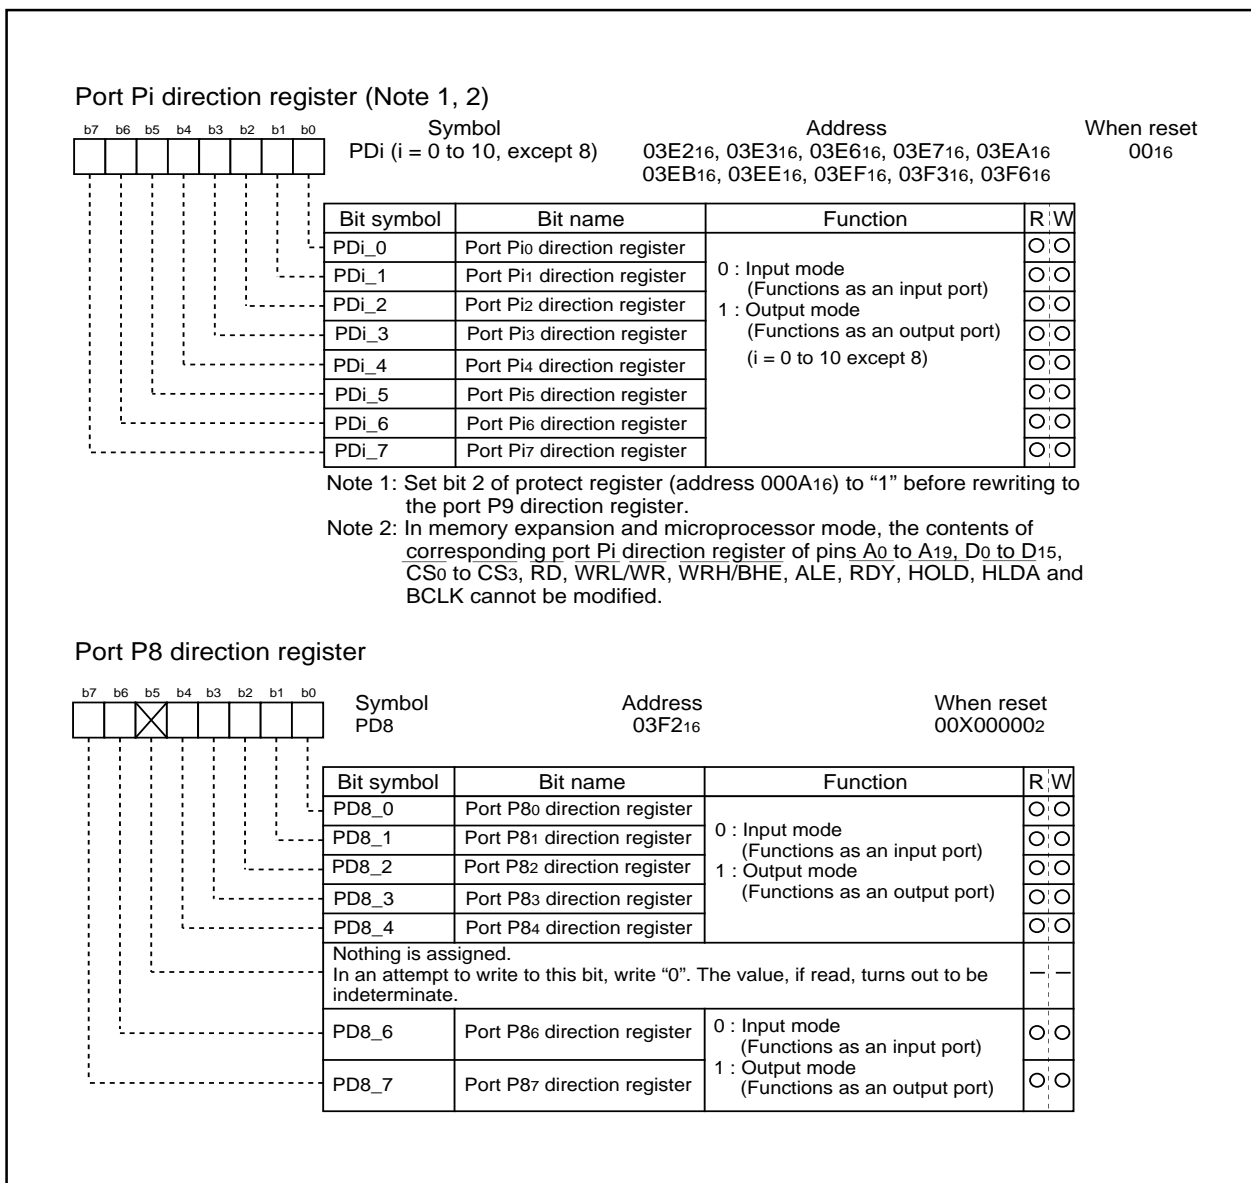 Port Pi direction register (Note 1, 2)
b7 b6 b5 b4 b3 b2 b1 b0
Symbol Address When reset
PDi (i = 0 to 10, except 8) 03E216, 03E316, 03E616, 03E716, 03EA16 0016
03EB16, 03EE16, 03EF16, 03F316, 03F616
Bit symbol Bit name Function R W
PDi_0 Port Pi0 direction register
PDi_1 Port Pi1 direction register
PDi_2 Port Pi2 direction register
PDi_3 Port Pi3 direction register
PDi_4 Port Pi4 direction register
PDi_5 Port Pi5 direction register
PDi_6 Port Pi6 direction register
PDi_7 Port Pi7 direction register
0 : Input mode
(Functions as an input port)
1 : Output mode
(Functions as an output port)
(i = 0 to 10 except 8)
Note 1: Set bit 2 of protect register (address 000A16) to “1” before rewriting to
the port P9 direction register.
Note 2: In memory expansion and microprocessor mode, the contents of
corresponding port Pi direction register of pins A0 to A19, D0 to D15,
CS0 to CS3, RD, WRL/WR, WRH/BHE, ALE, RDY, HOLD, HLDA and
BCLK cannot be modified.
Port P8 direction register
b7 b6 b5 b4 b3 b2 b1 b0
Symbol Address When reset
PD8 03F216 00X000002
Bit symbol Bit name Function R W
PD8_0 Port P80 direction register
PD8_1 Port P81 direction register
PD8_2 Port P82 direction register
PD8_3 Port P83 direction register
PD8_4 Port P84 direction register
0 : Input mode
(Functions as an input port)
1 : Output mode
(Functions as an output port)
Nothing is assigned.
In an attempt to write to this bit, write “0”. The value, if read, turns out to be
indeterminate.
PD8_6 Port P86 direction register
PD8_7 Port P87 direction register
0 : Input mode
(Functions as an input port)
1 : Output mode
(Functions as an output port)